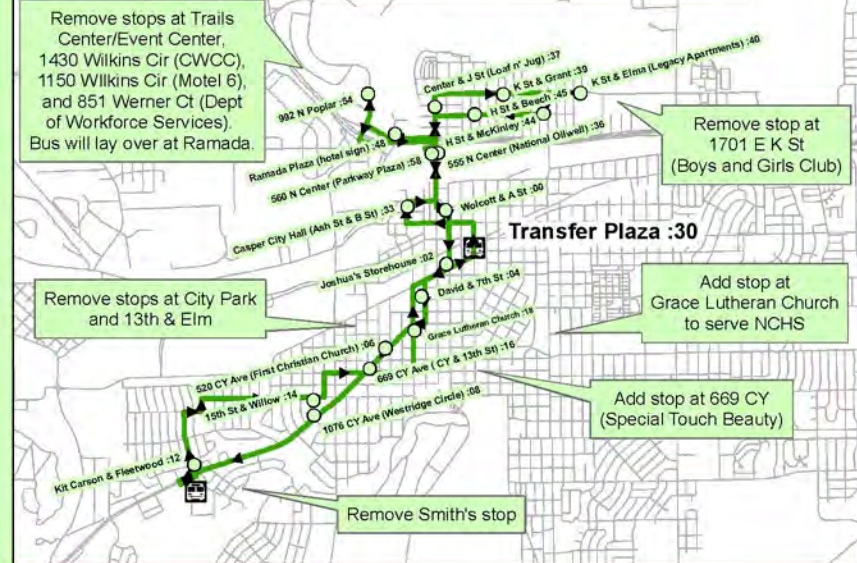 Remove stops at Trails
Center/Event Center,
1430 Wilkins Cir (CWCC),
1150 WIlkins Cir (Motel 6),
and 851 Werner Ct (Dept
of Workforce Services).
Bus will lay over at Ramada.
992 N Poplar :54
Center & J St (Loaf n' Jug) :37
K St & Grant :39
K St & Elma (Legacy Apartments) :40
H St & Beech :45
H St & McKinley :44
Ramada Plaza (hotel sign) :48
555 N Center (National Oilwell) :36
560 N Center (Parkway Plaza) :58
Remove stop at
1701 E K St
(Boys and Girls Club)
Wolcott & A St :00
Casper City Hall (Ash St & B St) :33
Transfer Plaza :30
Joshua's Storehouse :02
David & 7th St :04
Remove stops at City Park
and 13th & Elm
Add stop at
Grace Lutheran Church
to serve NCHS
Grace Lutheran Church :18
520 CY Ave (First Christian Church) :06
669 CY Ave ( CY & 13th St) :16
15th St & Willow :14
1076 CY Ave (Westridge Circle) :08
Add stop at 669 CY
(Special Touch Beauty)
Kit Carson & Fleetwood :12
Remove Smith's stop